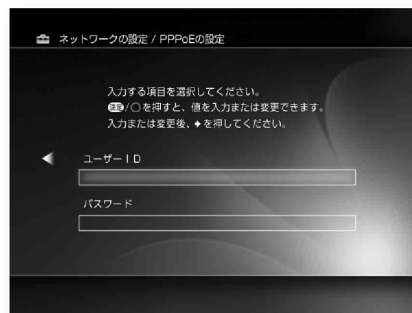 ネットワークの設定 / PPPoEの設定
入力する項目を選択してください。
決定/○を押すと、値を入力または変更できます。
入力または変更後、➔を押してください。
ユーザーID
パスワード